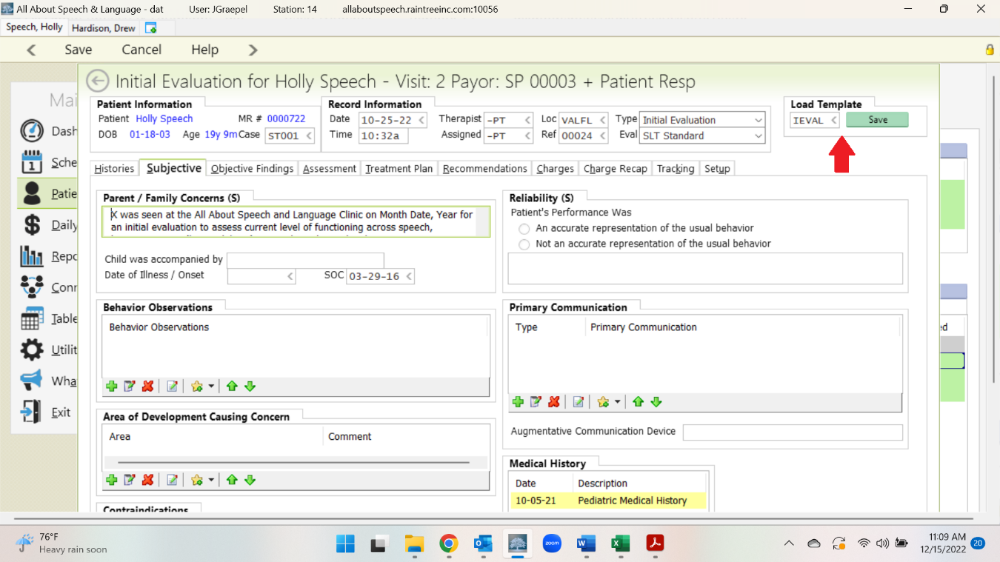 All About Speech & Language - dat User: JGraepel Station: 14 allaboutspeech.raintreeinc.com:10056
Speech, Holly Hardison, Drew
Save Cancel Help
Initial Evaluation for Holly Speech - Visit: 2 Payor: SP 00003 + Patient Resp
Patient Information
Patient Holly Speech MR # 0000722
DOB 01-18-03 Age 19y 9m Case ST001
Record Information
Date 10-25-22 Therapist -PT Loc VALFL Type Initial Evaluation
Time 10:32a Assigned -PT Ref 00024 Eval SLT Standard
Load Template
IEVAL Save
Mai
Dash
Sche
1
Patie
Daily
Repo
Conn
Table
Utilit
Wha
Exit
Histories Subjective Objective Findings Assessment Treatment Plan Recommendations Charges Charge Recap Tracking Setup
Parent / Family Concerns (S)
X was seen at the All About Speech and Language Clinic on Month Date, Year for
an initial evaluation to assess current level of functioning across speech,
Child was accompanied by
Date of Illness / Onset SOC 03-29-16
Reliability (S)
Patient's Performance Was
An accurate representation of the usual behavior
Not an accurate representation of the usual behavior
Behavior Observations
Behavior Observations
Primary Communication
Type Primary Communication
Augmentative Communication Device
Area of Development Causing Concern
Area Comment
Medical History
Date Description
10-05-21 Pediatric Medical History
Contraindications
ed
76°F
Heavy rain soon
zoom
11:09 AM
12/15/2022
20